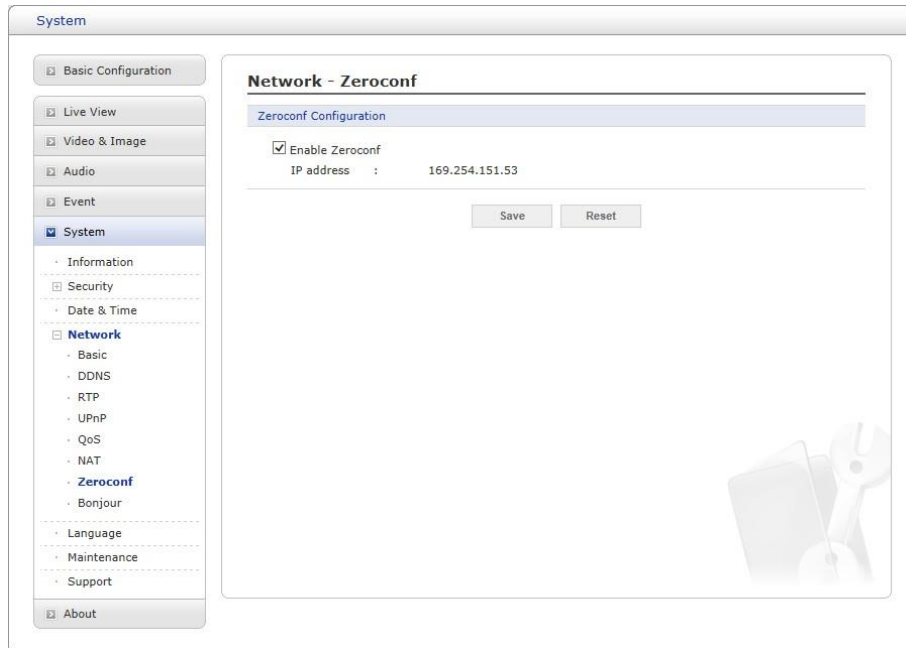 System
Basic Configuration
Live View
Video & Image
Audio
Event
System
Information
Security
Date & Time
Network
Basic
DDNS
RTP
UPnP
QoS
NAT
Zeroconf
Bonjour
Language
Maintenance
Support
About
Network - Zeroconf
Zeroconf Configuration
Enable Zeroconf
IP address : 169.254.151.53
Save Reset